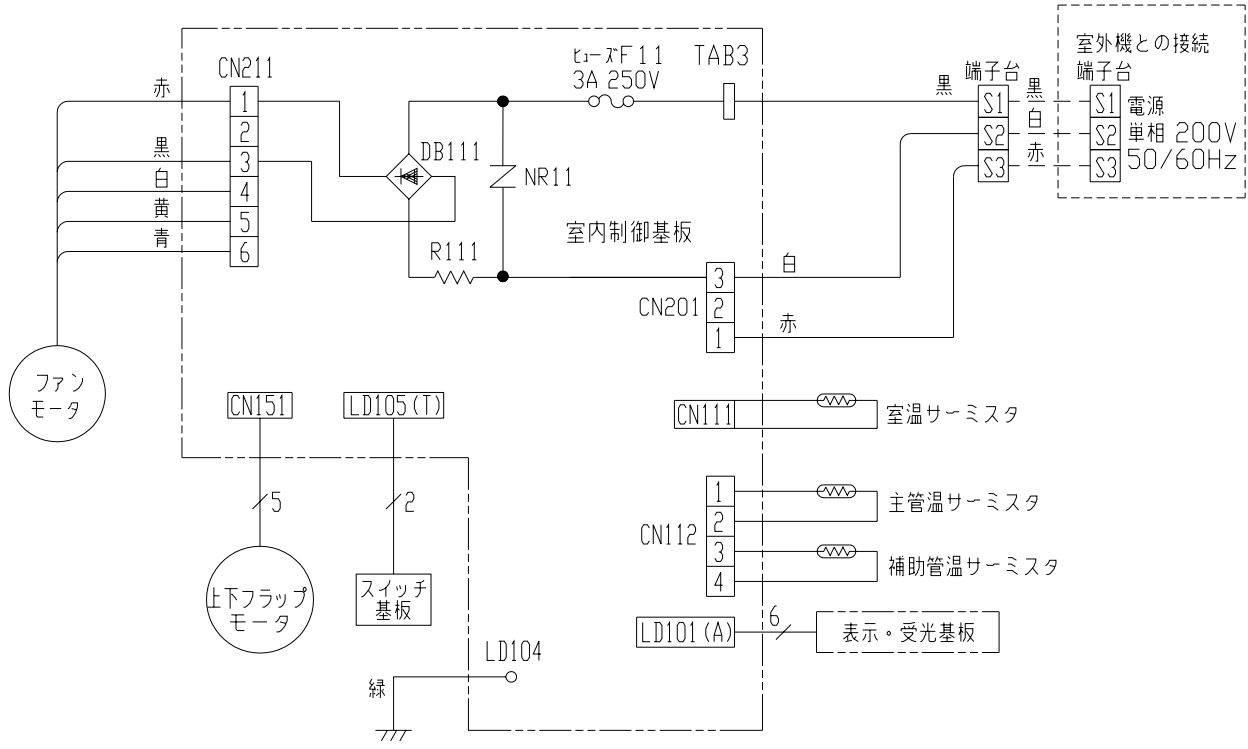 室外機との接続
端子台
電源
単相 200V
50/60Hz
S1
S2
S3
端子台
S1
S2
S3
黒
白
赤
黒
TAB3
ヒューズF11
3A 250V
CN211
1
2
3
4
5
6
赤
黒
白
黄
青
DB111
NR11
R111
室内制御基板
CN201
3
2
1
白
赤
ファン
モータ
CN151
5
上下フラップ
モータ
LD105(T)
2
スイッチ
基板
CN111
室温サーミスタ
CN112
1
2
3
4
主管温サーミスタ
補助管温サーミスタ
LD101(A)
6
表示・受光基板
LD104
緑